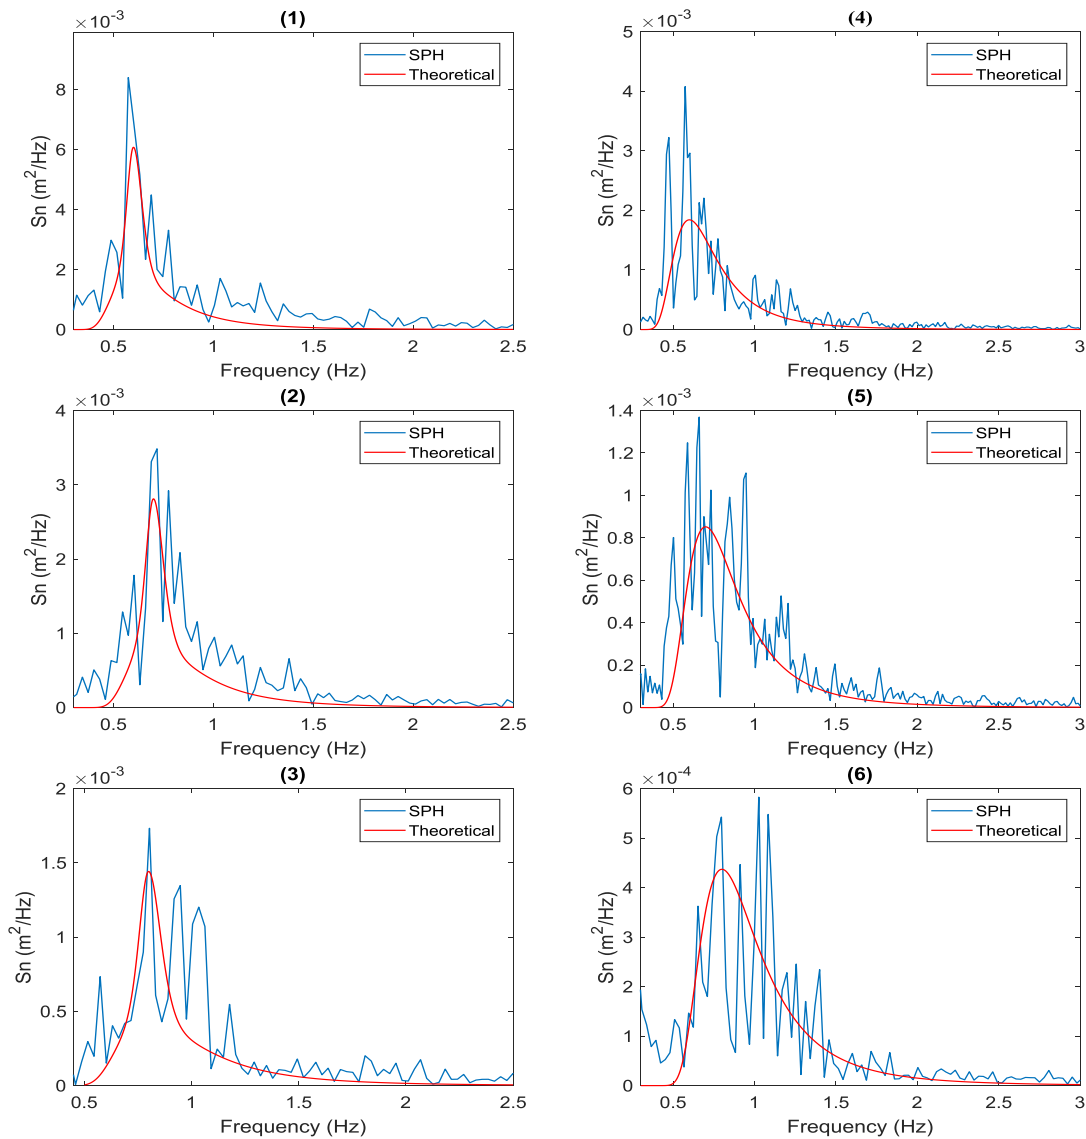 (1)
×10-3
SPH
Theoretical
8
6
4
2
0
Sn (m2/Hz)
0.5 1 1.5 2 2.5
Frequency (Hz)
(4)
×10-3
SPH
Theoretical
5
4
3
2
1
0
Sn (m2/Hz)
0.5 1 1.5 2 2.5 3
Frequency (Hz)
(2)
×10-3
SPH
Theoretical
4
3
2
1
0
Sn (m2/Hz)
0.5 1 1.5 2 2.5
Frequency (Hz)
(5)
×10-3
SPH
Theoretical
1.4
1.2
1
0.8
0.6
0.4
0.2
0
Sn (m2/Hz)
0.5 1 1.5 2 2.5 3
Frequency (Hz)
(3)
×10-3
SPH
Theoretical
2
1.5
1
0.5
0
Sn (m2/Hz)
0.5 1 1.5 2 2.5
Frequency (Hz)
(6)
×10-4
SPH
Theoretical
6
5
4
3
2
1
0
Sn (m2/Hz)
0.5 1 1.5 2 2.5 3
Frequency (Hz)